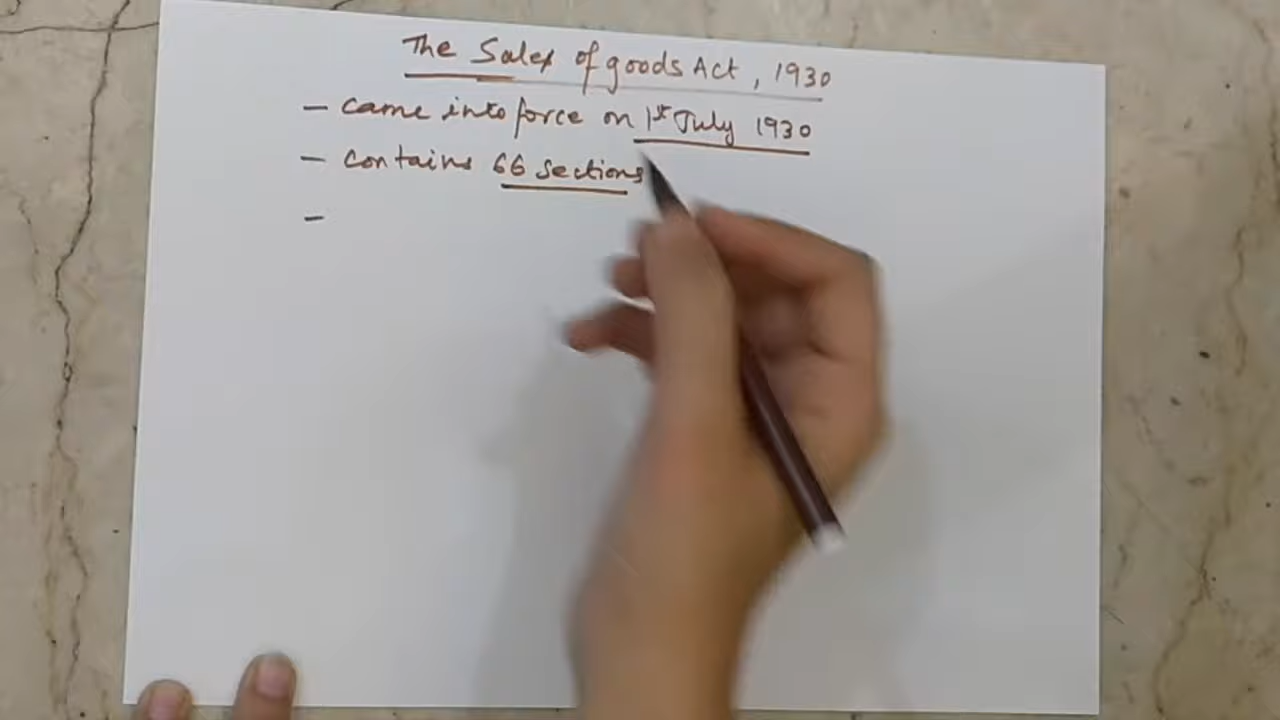 The Sales of goods Act, 1930
- came into force on 1st July 1930
- contains 66 sections
-